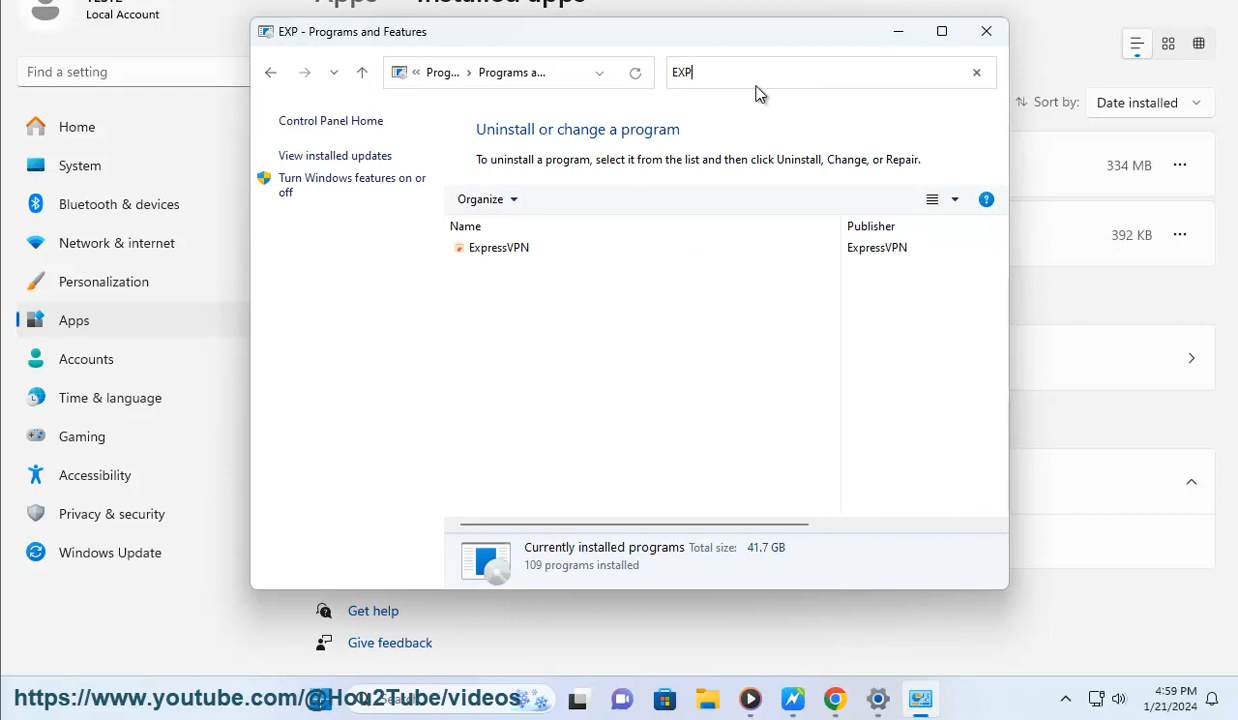 Local Account
Apps > Installed apps
Find a setting
Home
System
Bluetooth & devices
Network & internet
Personalization
Apps
Accounts
Time & language
Gaming
Accessibility
Privacy & security
Windows Update
EXP - Programs and Features
« Prog... > Programs a...
EXP
Control Panel Home
View installed updates
Turn Windows features on or
off
Uninstall or change a program
To uninstall a program, select it from the list and then click Uninstall, Change, or Repair.
Organize
Name
Publisher
ExpressVPN
ExpressVPN
Currently installed programs Total size: 41.7 GB
109 programs installed
Sort by: Date installed
334 MB
392 KB
Get help
Give feedback
https://www.youtube.com/@How2Tube/videos
4:59 PM
1/21/2024